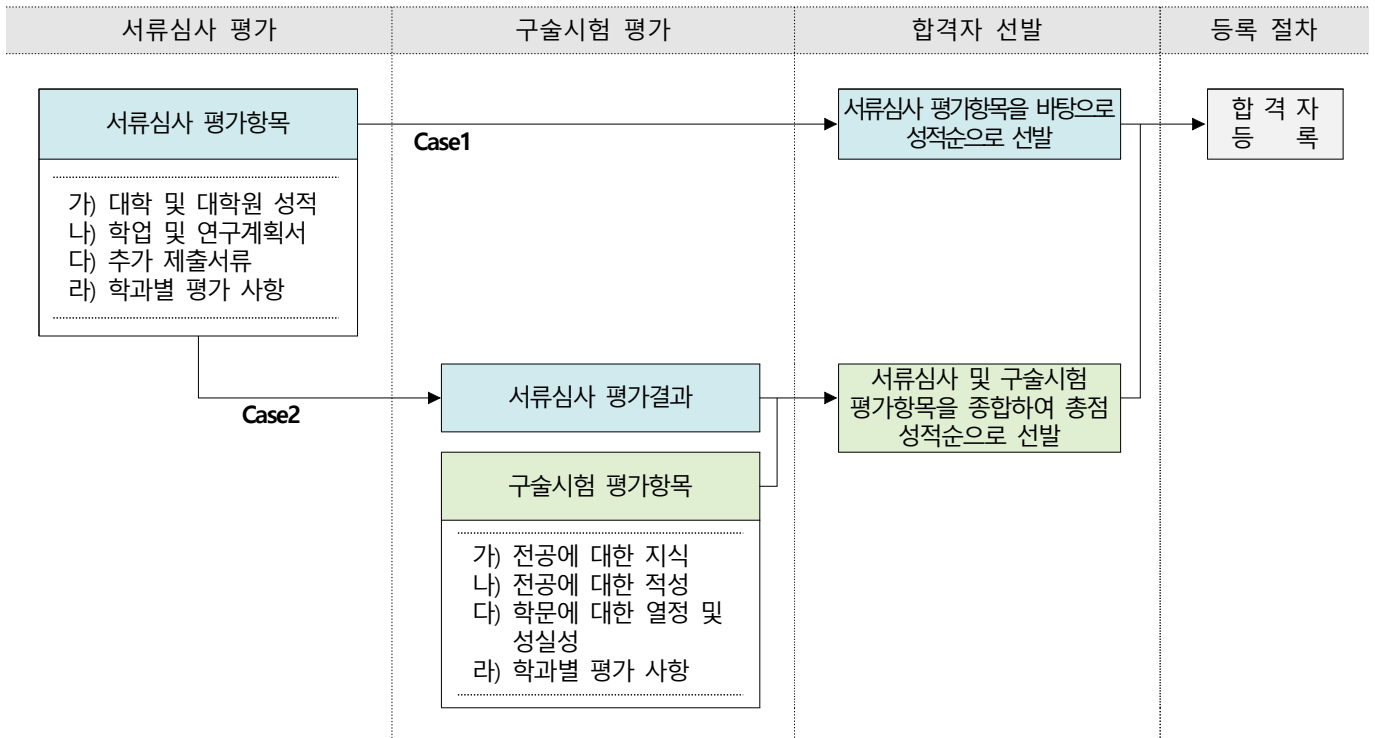 서류심사 평가
구술시험 평가
합격자 선발
등록 절차
서류심사 평가항목
가) 대학 및 대학원 성적
나) 학업 및 연구계획서
다) 추가 제출서류
라) 학과별 평가 사항
Case1
서류심사 평가항목을 바탕으로
성적순으로 선발
합 격 자
등 록
Case2
서류심사 평가결과
구술시험 평가항목
가) 전공에 대한 지식
나) 전공에 대한 적성
다) 학문에 대한 열정 및
성실성
라) 학과별 평가 사항
서류심사 및 구술시험
평가항목을 종합하여 총점
성적순으로 선발